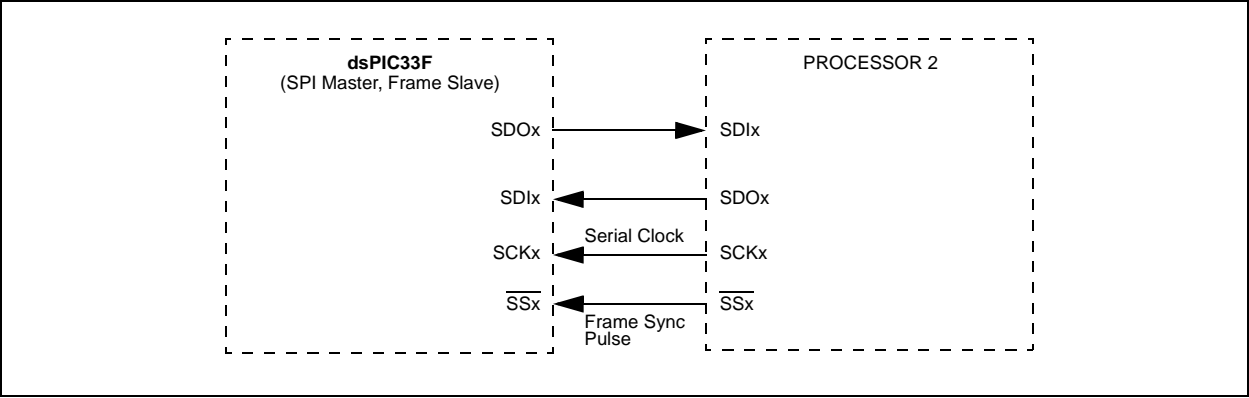 dsPIC33F
(SPI Master, Frame Slave)
PROCESSOR 2
SDOx
SDIx
SDIx
SDOx
Serial Clock
SCKx
SCKx
SSx
SSx
Frame Sync
Pulse